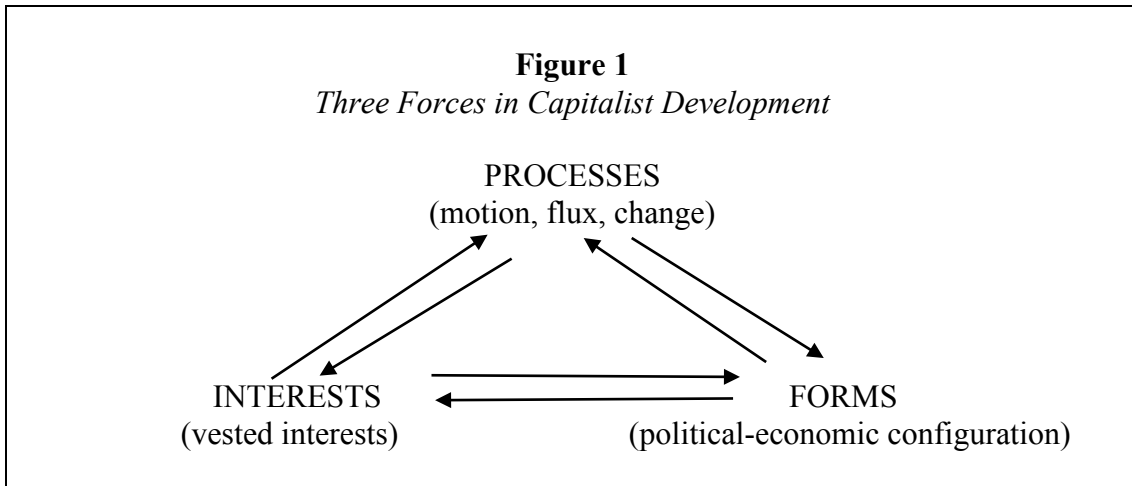 Figure 1
Three Forces in Capitalist Development
PROCESSES
(motion, flux, change)
INTERESTS
(vested interests)
FORMS
(political-economic configuration)